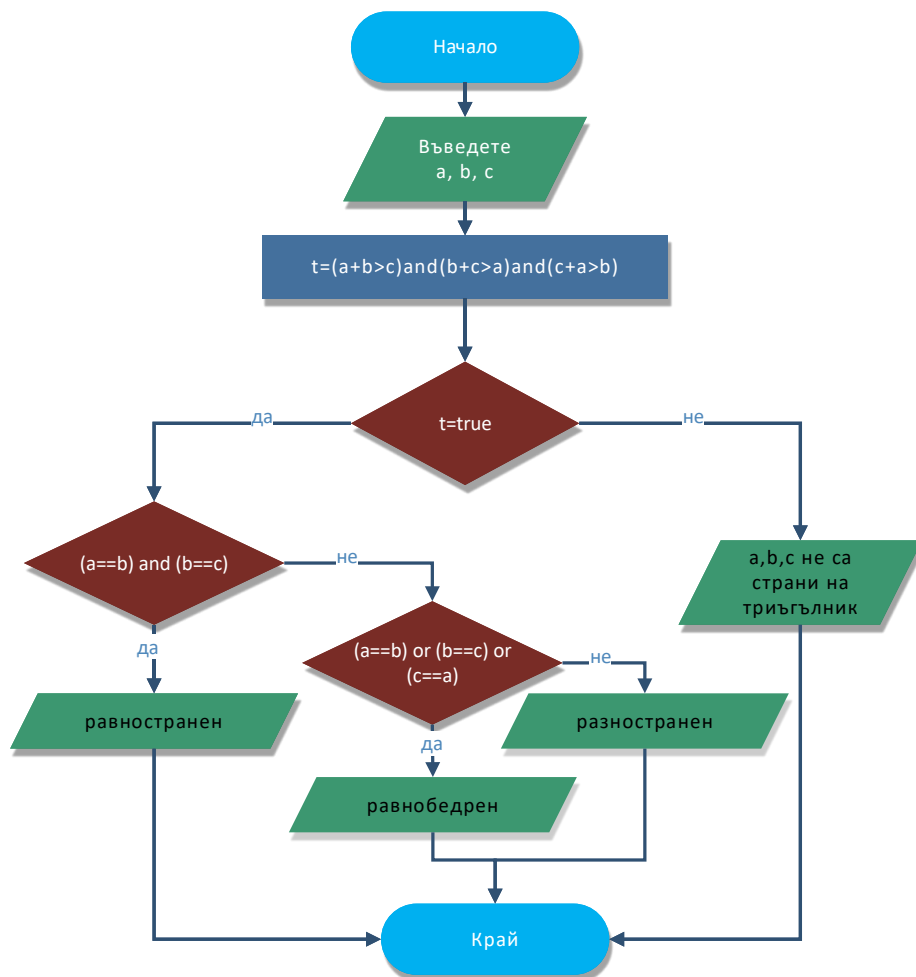 Начало
Въведете
a, b, c
t=(a+b>c)and(b+c>a)and(c+a>b)
t=true
да
не
(a==b) and (b==c)
не
a,b,c не са
страни на
триъгълник
да
(a==b) or (b==c) or
(c==a)
не
равностранен
разностранен
да
равнобедрен
Край